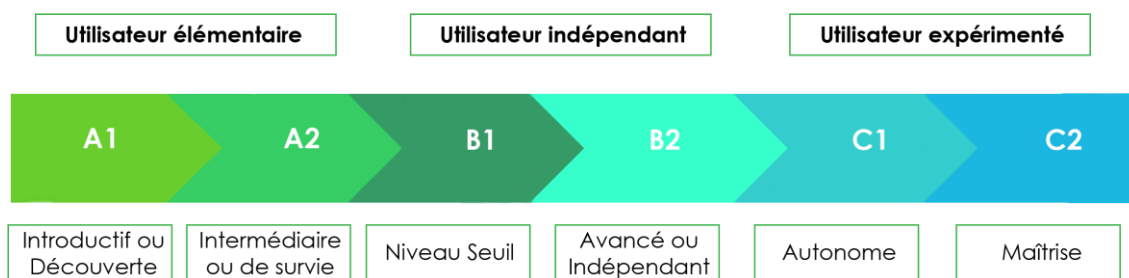 Utilisateur élémentaire
Utilisateur indépendant
Utilisateur expérimenté
A1
A2
B1
B2
C1
C2
Introductif ou
Découverte
Intermédiaire
ou de survie
Niveau Seuil
Avancé ou
Indépendant
Autonome
Maîtrise